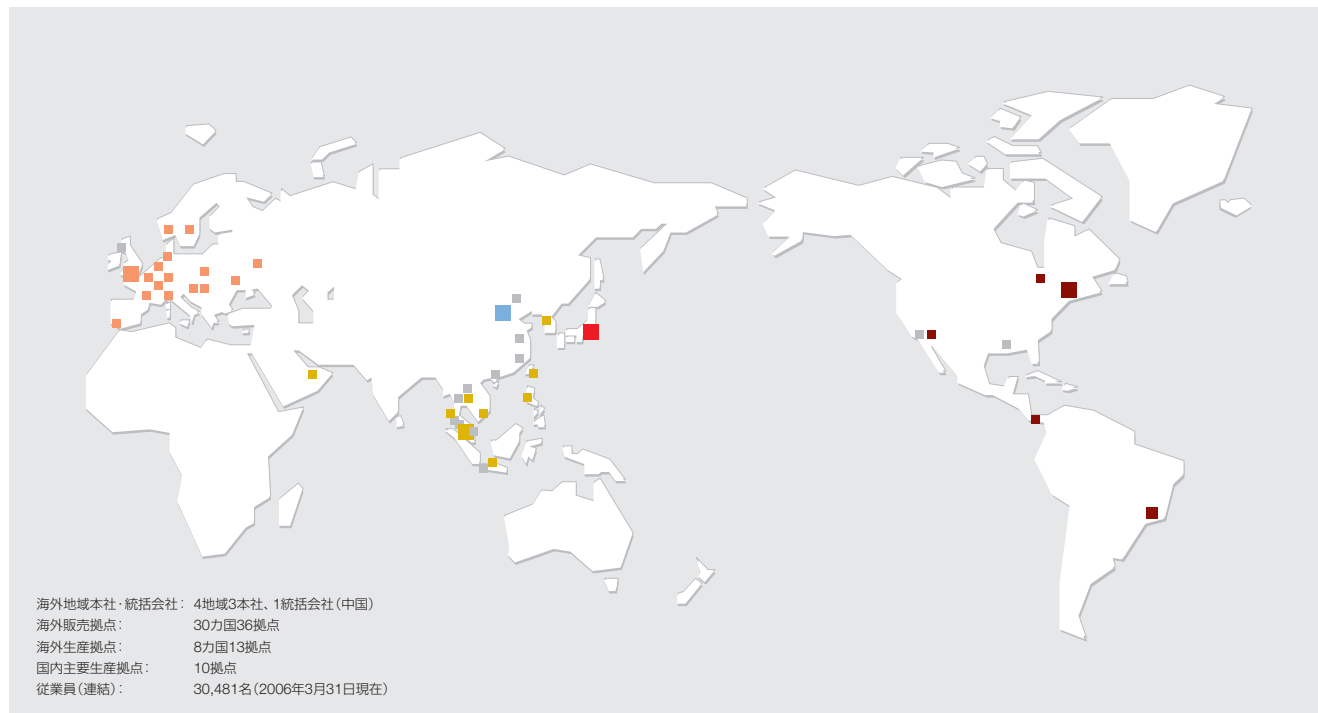 海外地域本社・統括会社： 4地域3本社、1統括会社（中国）
海外販売拠点： 30カ国36拠点
海外生産拠点： 8カ国13拠点
国内主要生産拠点： 10拠点
従業員（連結）： 30,481名（2006年3月31日現在）